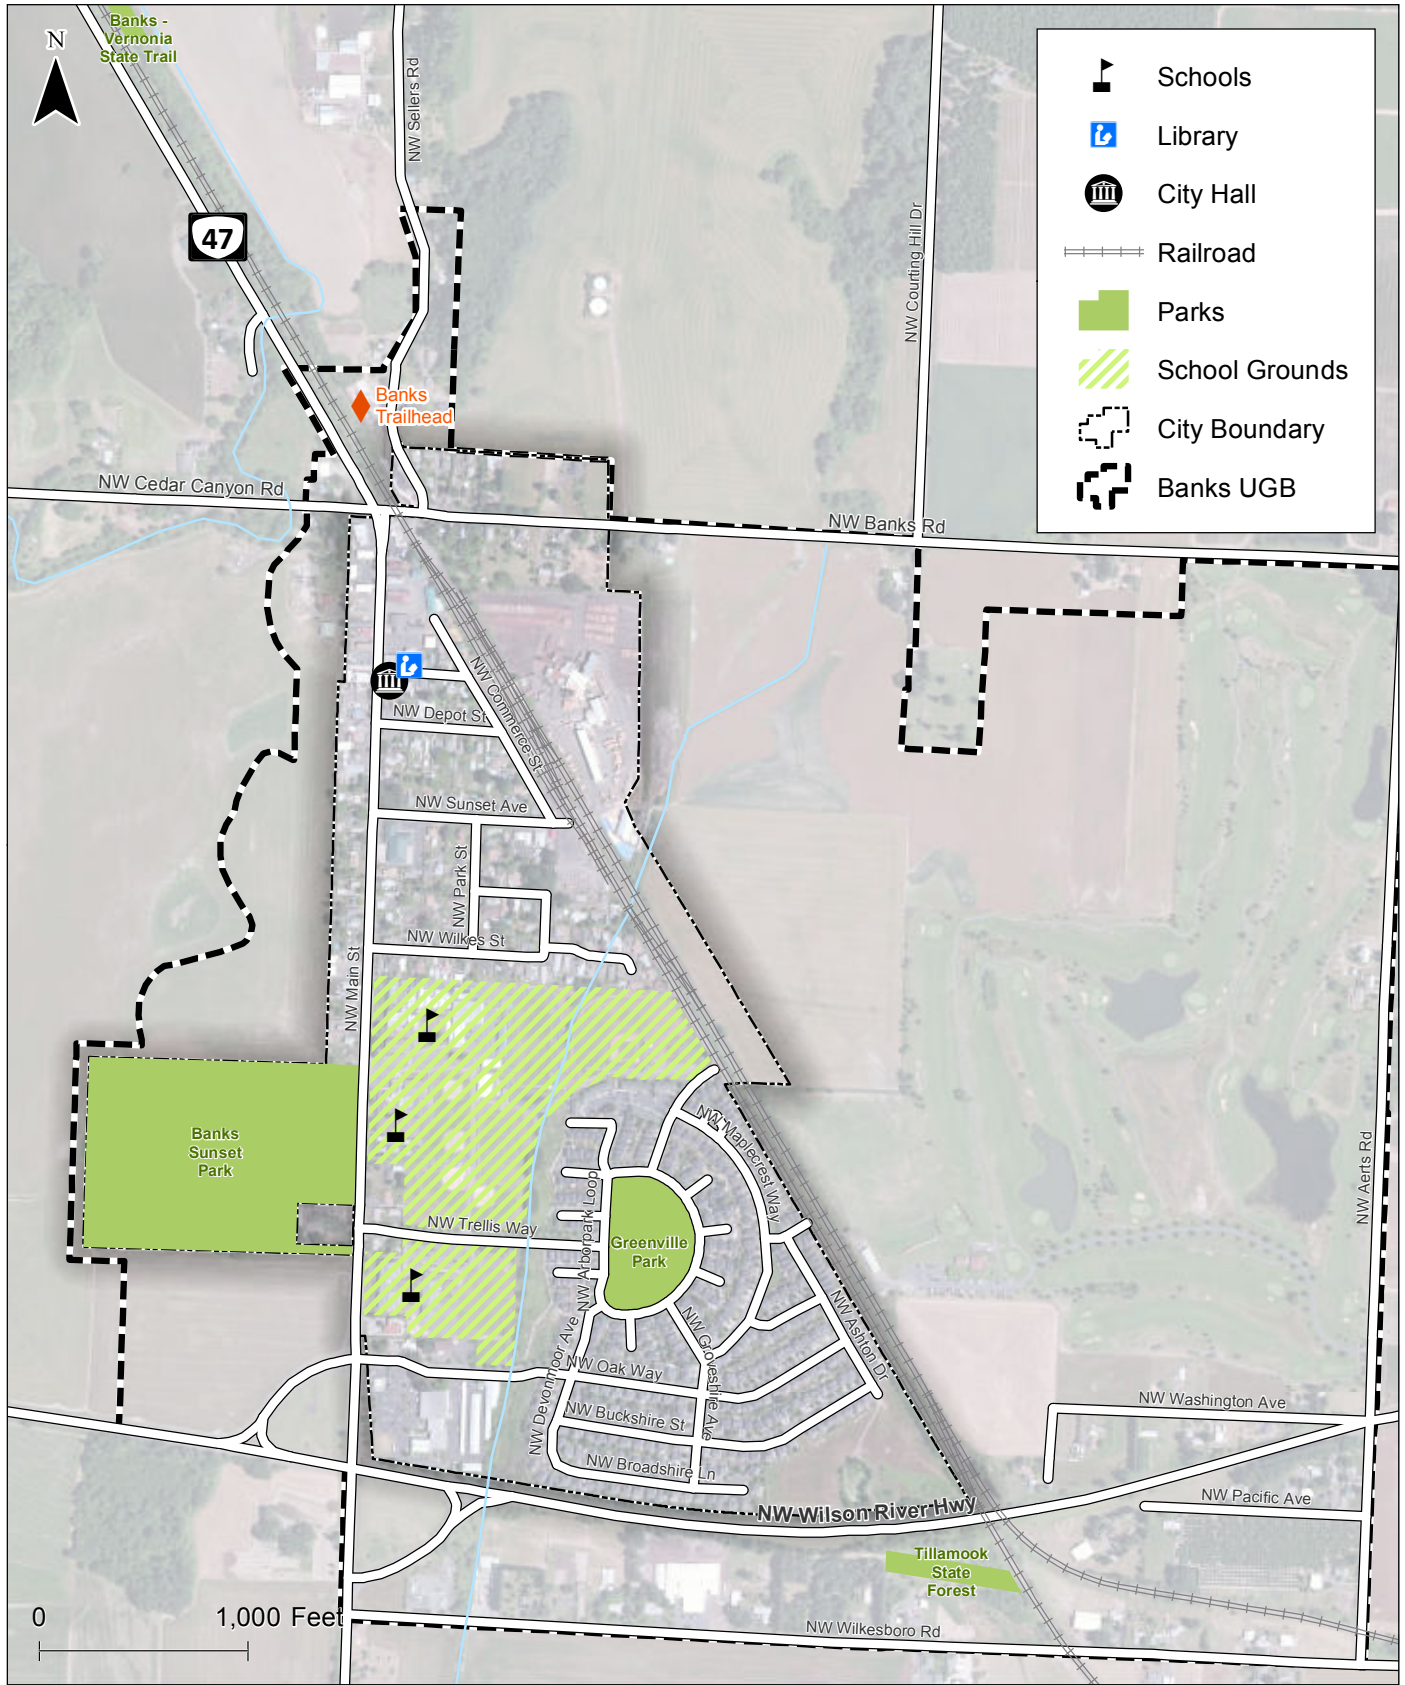 Banks -
Vernonia
State Trail
N
NW Sellers Rd
47
NW Courting Hill Dr
Schools
Library
City Hall
Railroad
Parks
School Grounds
City Boundary
Banks UGB
Banks
Trailhead
NW Cedar Canyon Rd
NW Banks Rd
NW Commerce St
NW Depot St
NW Sunset Ave
NW Park St
NW Wilkes St
NW Main St
Banks
Sunset
Park
NW Maplecrest Way
NW Aerts Rd
NW Trellis Way
NW Arborpark Loop
Greenville
Park
NW Ashton Dr
NW Groveshire Ave
NW Devonmoor Ave
NW Oak Way
NW Buckshire St
NW Broadshire Ln
NW Washington Ave
NW Pacific Ave
NW Wilson River Hwy
Tillamook
State
Forest
0 1,000 Feet
NW Wilkesboro Rd